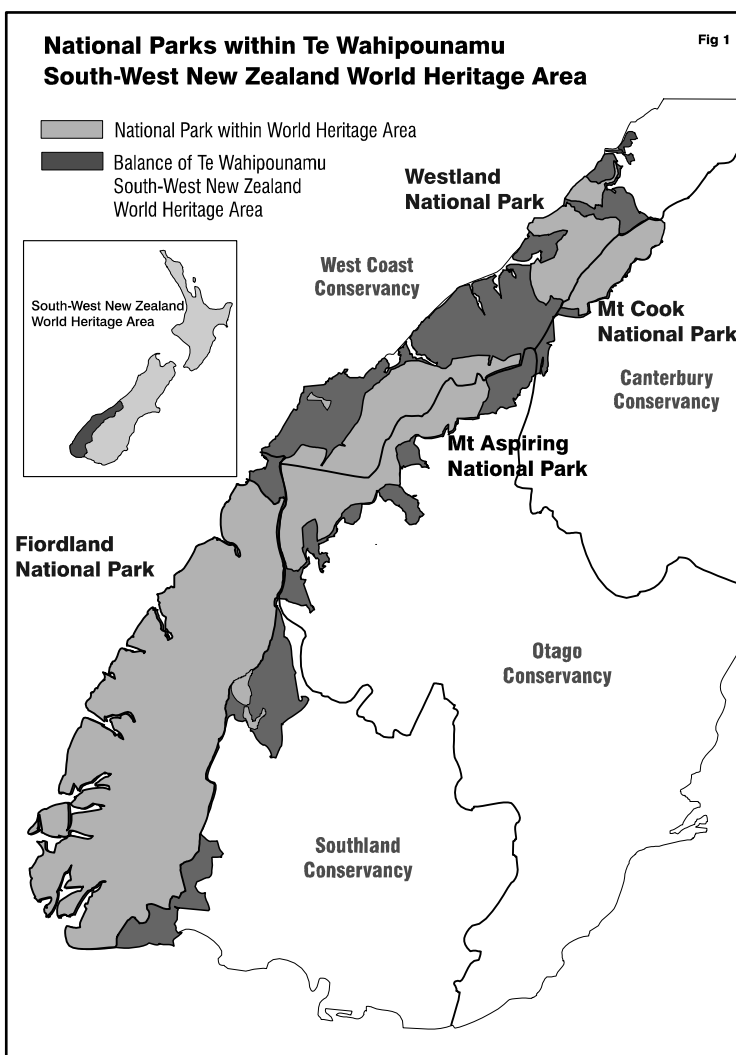 National Parks within Te Wahipounamu
South-West New Zealand World Heritage Area
Fig 1
National Park within World Heritage Area
Balance of Te Wahipounamu
South-West New Zealand
World Heritage Area
Westland
National Park
West Coast
Conservancy
South-West New Zealand
World Heritage Area
Mt Cook
National Park
Canterbury
Conservancy
Mt Aspiring
National Park
Fiordland
National Park
Otago
Conservancy
Southland
Conservancy